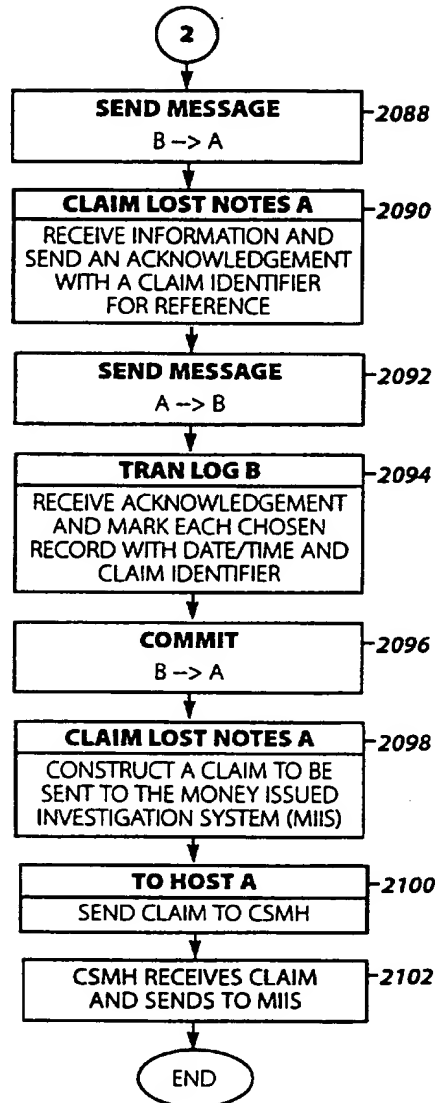 2
SEND MESSAGE
2088
B --> A
CLAIM LOST NOTES A
2090
RECEIVE INFORMATION AND
SEND AN ACKNOWLEDGEMENT
WITH A CLAIM IDENTIFIER
FOR REFERENCE
SEND MESSAGE
2092
A --> B
TRAN LOG B
2094
RECEIVE ACKNOWLEDGEMENT
AND MARK EACH CHOSEN
RECORD WITH DATE/TIME AND
CLAIM IDENTIFIER
COMMIT
2096
B --> A
CLAIM LOST NOTES A
2098
CONSTRUCT A CLAIM TO BE
SENT TO THE MONEY ISSUED
INVESTIGATION SYSTEM (MIIS)
TO HOST A
2100
SEND CLAIM TO CSMH
CSMH RECEIVES CLAIM
2102
AND SENDS TO MIIS
END